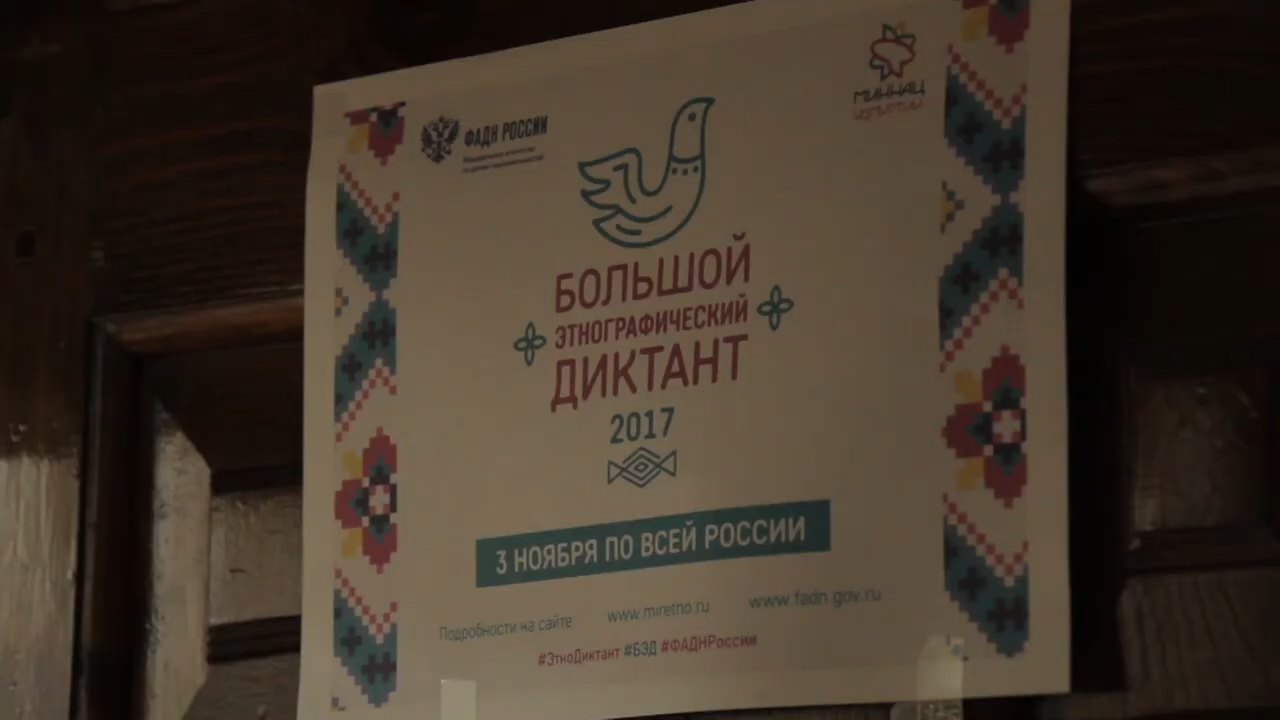 ФАДН РОССИИ
МИННАЦ
БОЛЬШОЙ
ЭТНОГРАФИЧЕСКИЙ
ДИКТАНТ
2017
3 НОЯБРЯ ПО ВСЕЙ РОССИИ
Подробности на сайте www.miretno.ru www.fadn.gov.ru
#ЭтноДиктант #БЭД #ФАДНРоссии